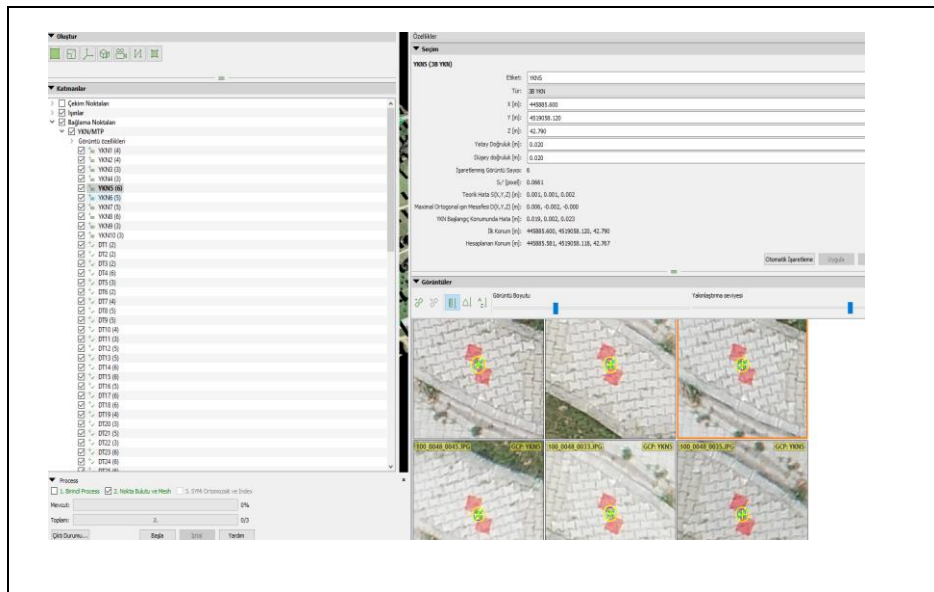 Oluştur
Katmanlar
Çekim Noktaları
Işınlar
Bağlama Noktaları
YKN/MTP
Görüntü özellikleri
YKN1 (4)
YKN2 (4)
YKN3 (3)
YKN4 (3)
YKN5 (6)
YKN6 (5)
YKN7 (5)
YKN8 (6)
YKN9 (3)
YKN10 (3)
DT1 (2)
DT2 (2)
DT3 (2)
DT4 (6)
DT5 (3)
DT6 (2)
DT7 (4)
DT8 (5)
DT9 (5)
DT10 (4)
DT11 (3)
DT12 (5)
DT13 (5)
DT14 (6)
DT15 (6)
DT16 (5)
DT17 (6)
DT18 (6)
DT19 (4)
DT20 (3)
DT21 (5)
DT22 (3)
DT23 (6)
DT24 (6)
Process
1. Birincil Process 2. Nokta Bulutu ve Mesh 3. SYM, Ortomozaik ve Index
Mevcut: 0%
Toplam: 2. 0/3
Çıktı Durumu... Başla İptal Yardım
Özellikler
Seçim
YKN5 (3B YKN)
Etiket: YKN5
Tür: 3B YKN
X [m]: 445885.600
Y [m]: 4519058.120
Z [m]: 42.790
Yatay Doğruluk [m]: 0.020
Düşey doğruluk [m]: 0.020
İşaretlenmiş Görüntü Sayısı: 6
S₀² [pixel]: 0.0661
Teorik Hata S(X,Y,Z) [m]: 0.001, 0.001, 0.002
Maximal Ortogonal ışın Mesafesi D(X,Y,Z) [m]: 0.006, -0.002, -0.000
YKN Başlangıç Konumunda Hata [m]: 0.019, 0.002, 0.023
İlk Konum [m]: 445885.600, 4519058.120, 42.790
Hesaplanan Konum [m]: 445885.581, 4519058.118, 42.767
Otomatik İşaretleme Uygula
Görüntüler
Görüntü Boyutu Yakınlaştırma seviyesi
100_0048_0045.JPG GCP: YKN5 100_0048_0033.JPG GCP: YKN5 100_0048_0035.JPG GCP: YKN5